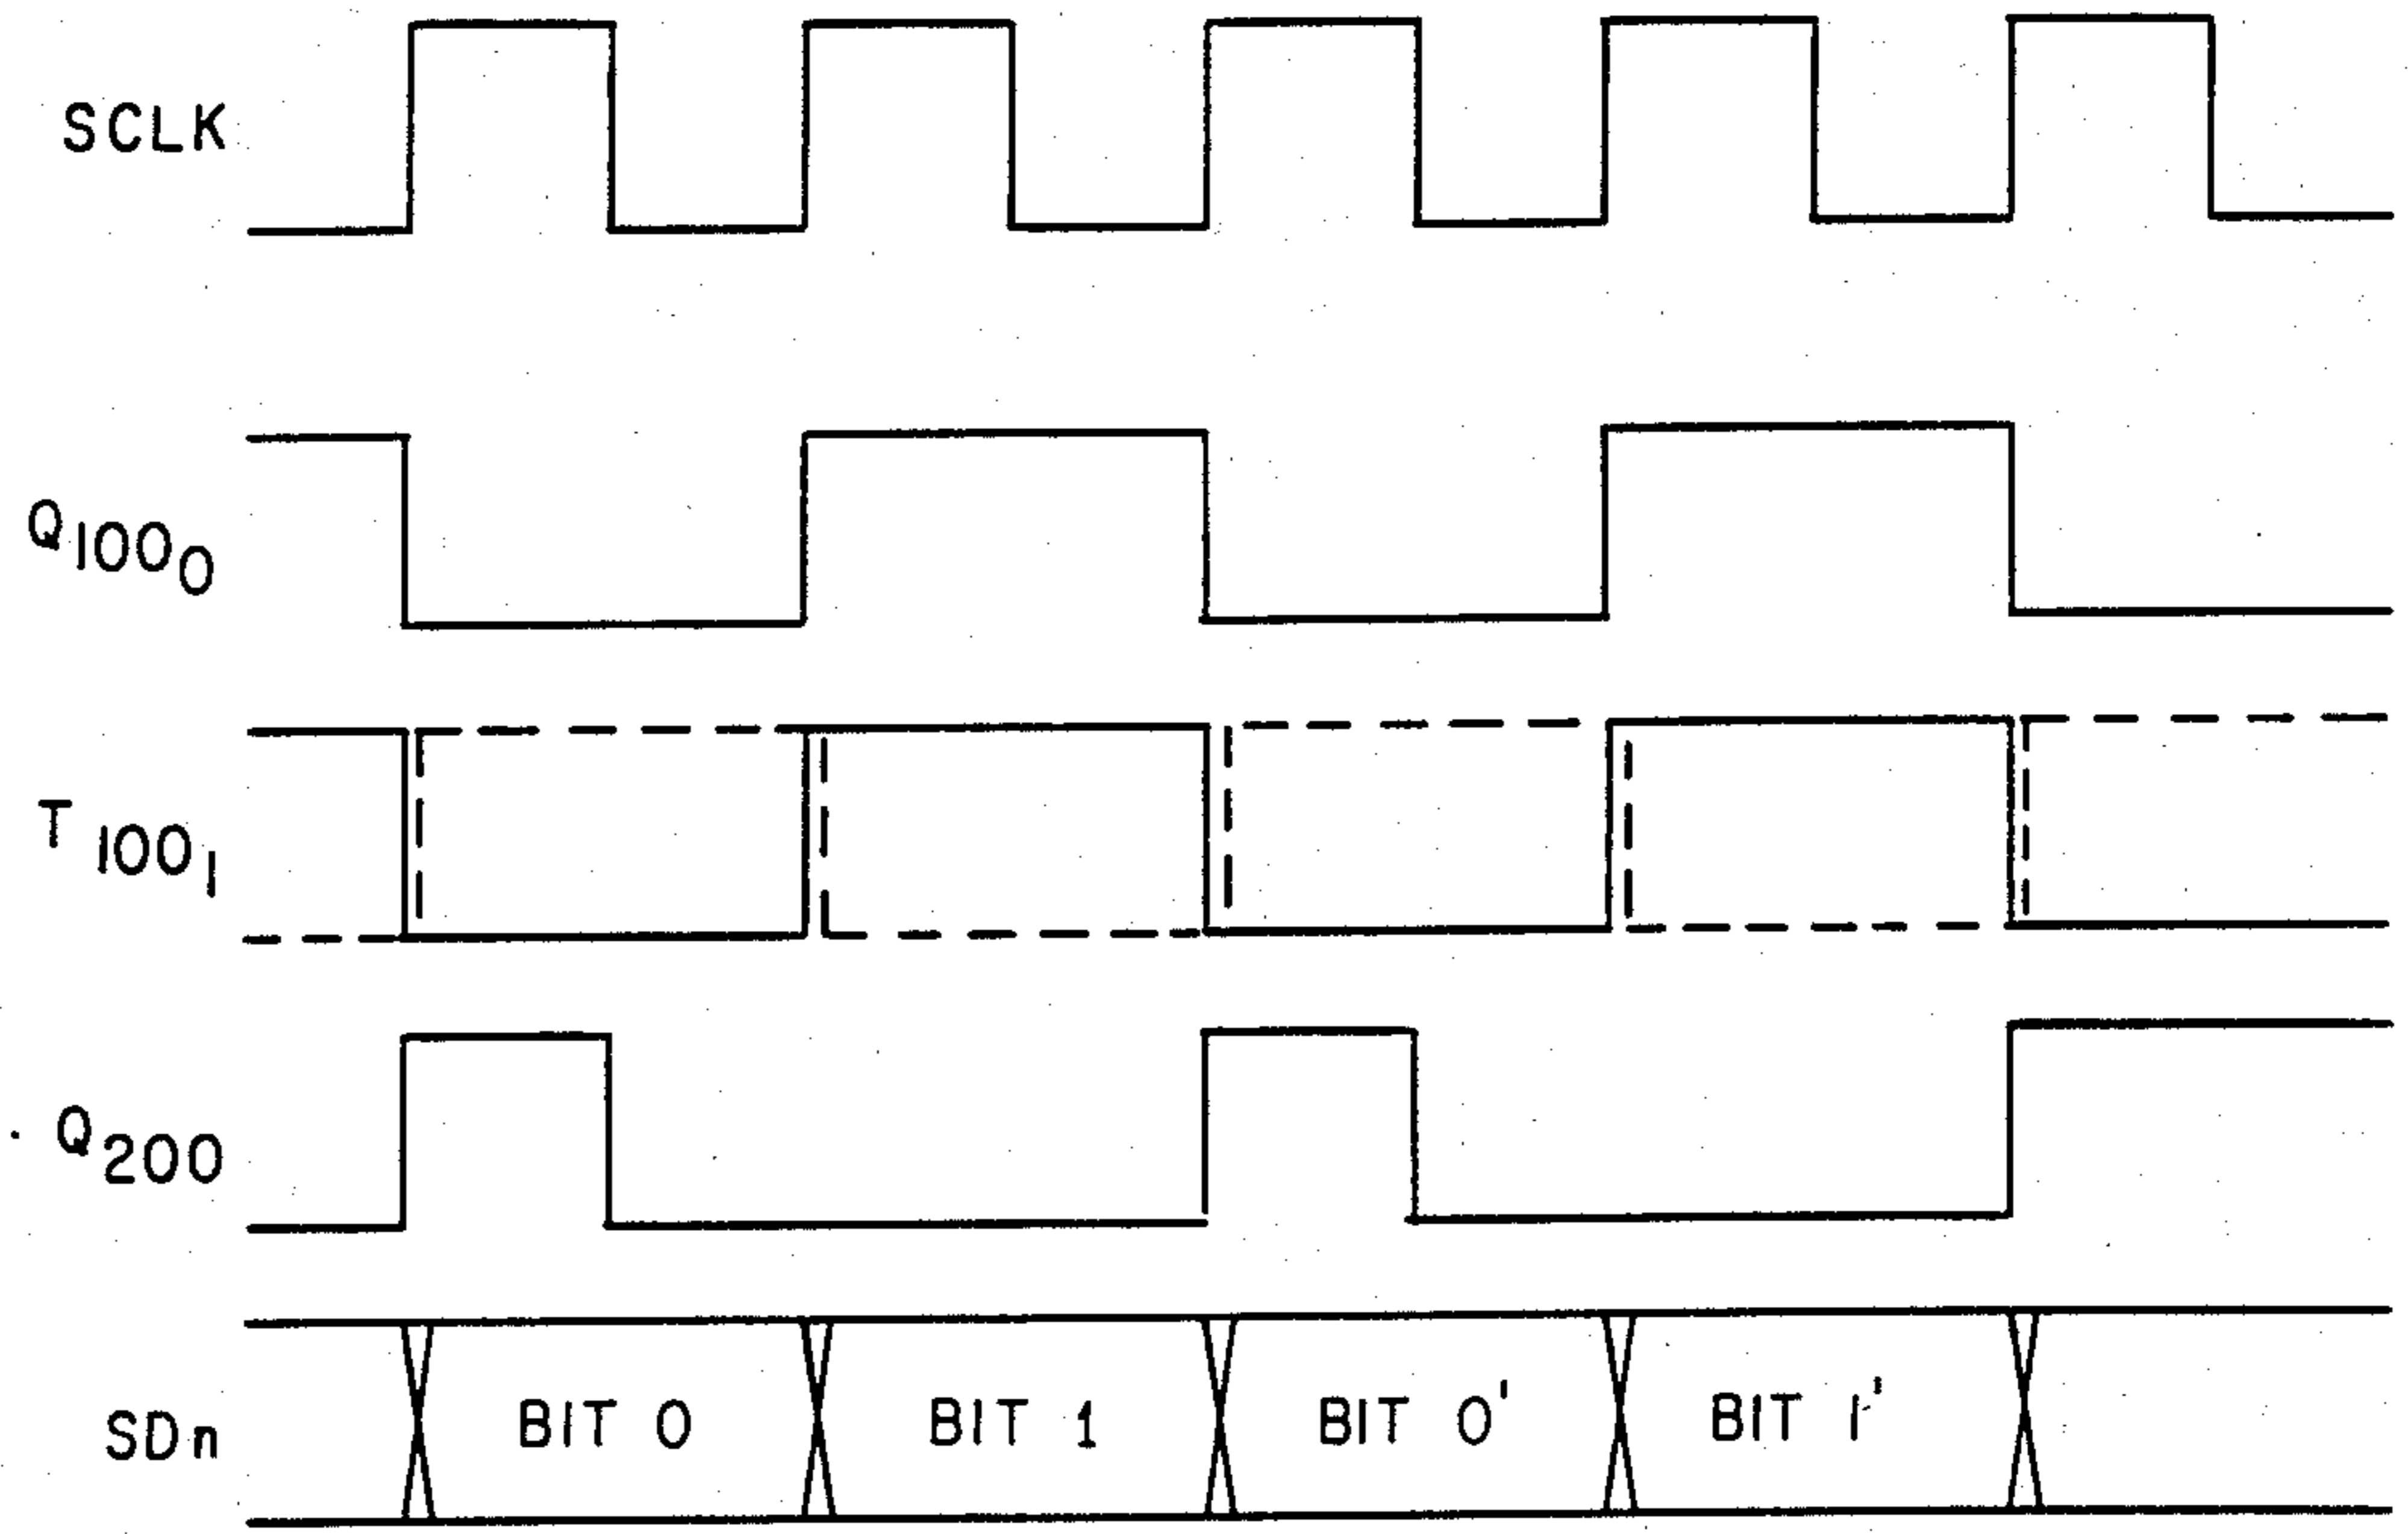 SCLK
Q100₀
T100₁
Q200
SDn BIT 0 BIT 1 BIT 0' BIT 1'